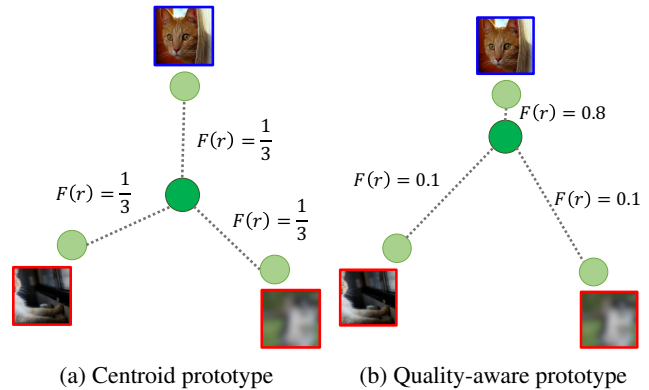 F(r) = 1/3
F(r) = 1/3
F(r) = 1/3
(a) Centroid prototype
F(r) = 0.8
F(r) = 0.1
F(r) = 0.1
(b) Quality-aware prototype